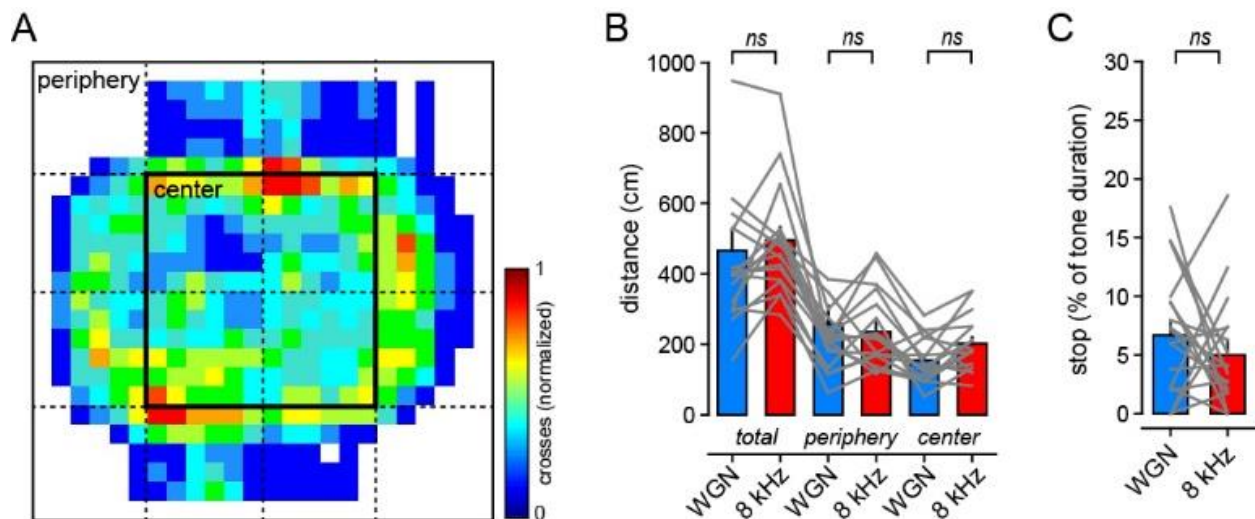 A
periphery
center
1
crosses (normalized)
0
B
ns
ns
ns
1000
800
600
400
200
0
distance (cm)
total
periphery
center
WGN
8 kHz
WGN
8 kHz
WGN
8 kHz
C
ns
30
25
20
15
10
5
0
stop (% of tone duration)
WGN
8 kHz